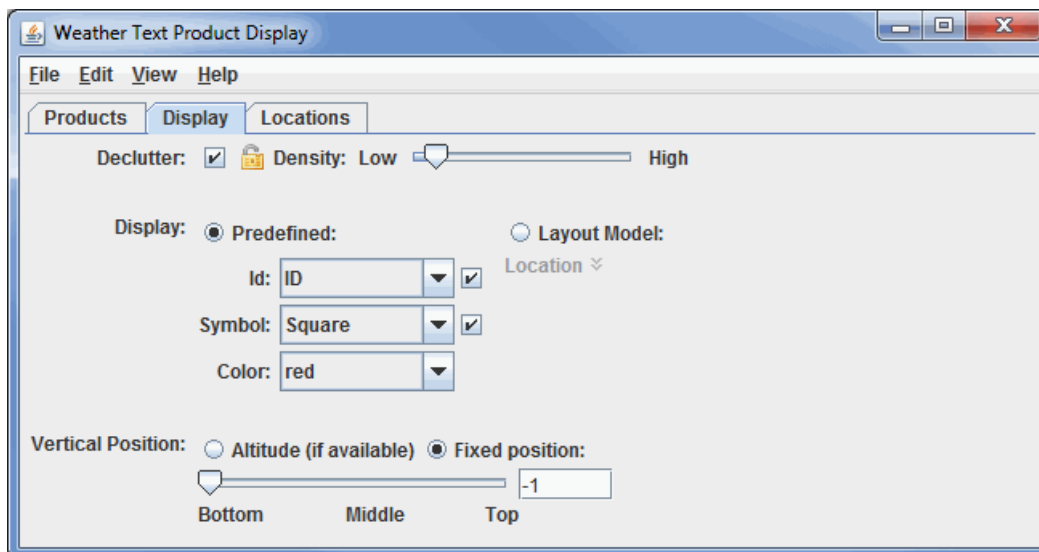 Weather Text Product Display
File Edit View Help
Products Display Locations
Declutter: Density: Low High
Display: Predefined: Layout Model:
Id: ID Location
Symbol: Square
Color: red
Vertical Position: Altitude (if available) Fixed position:
-1
Bottom Middle Top